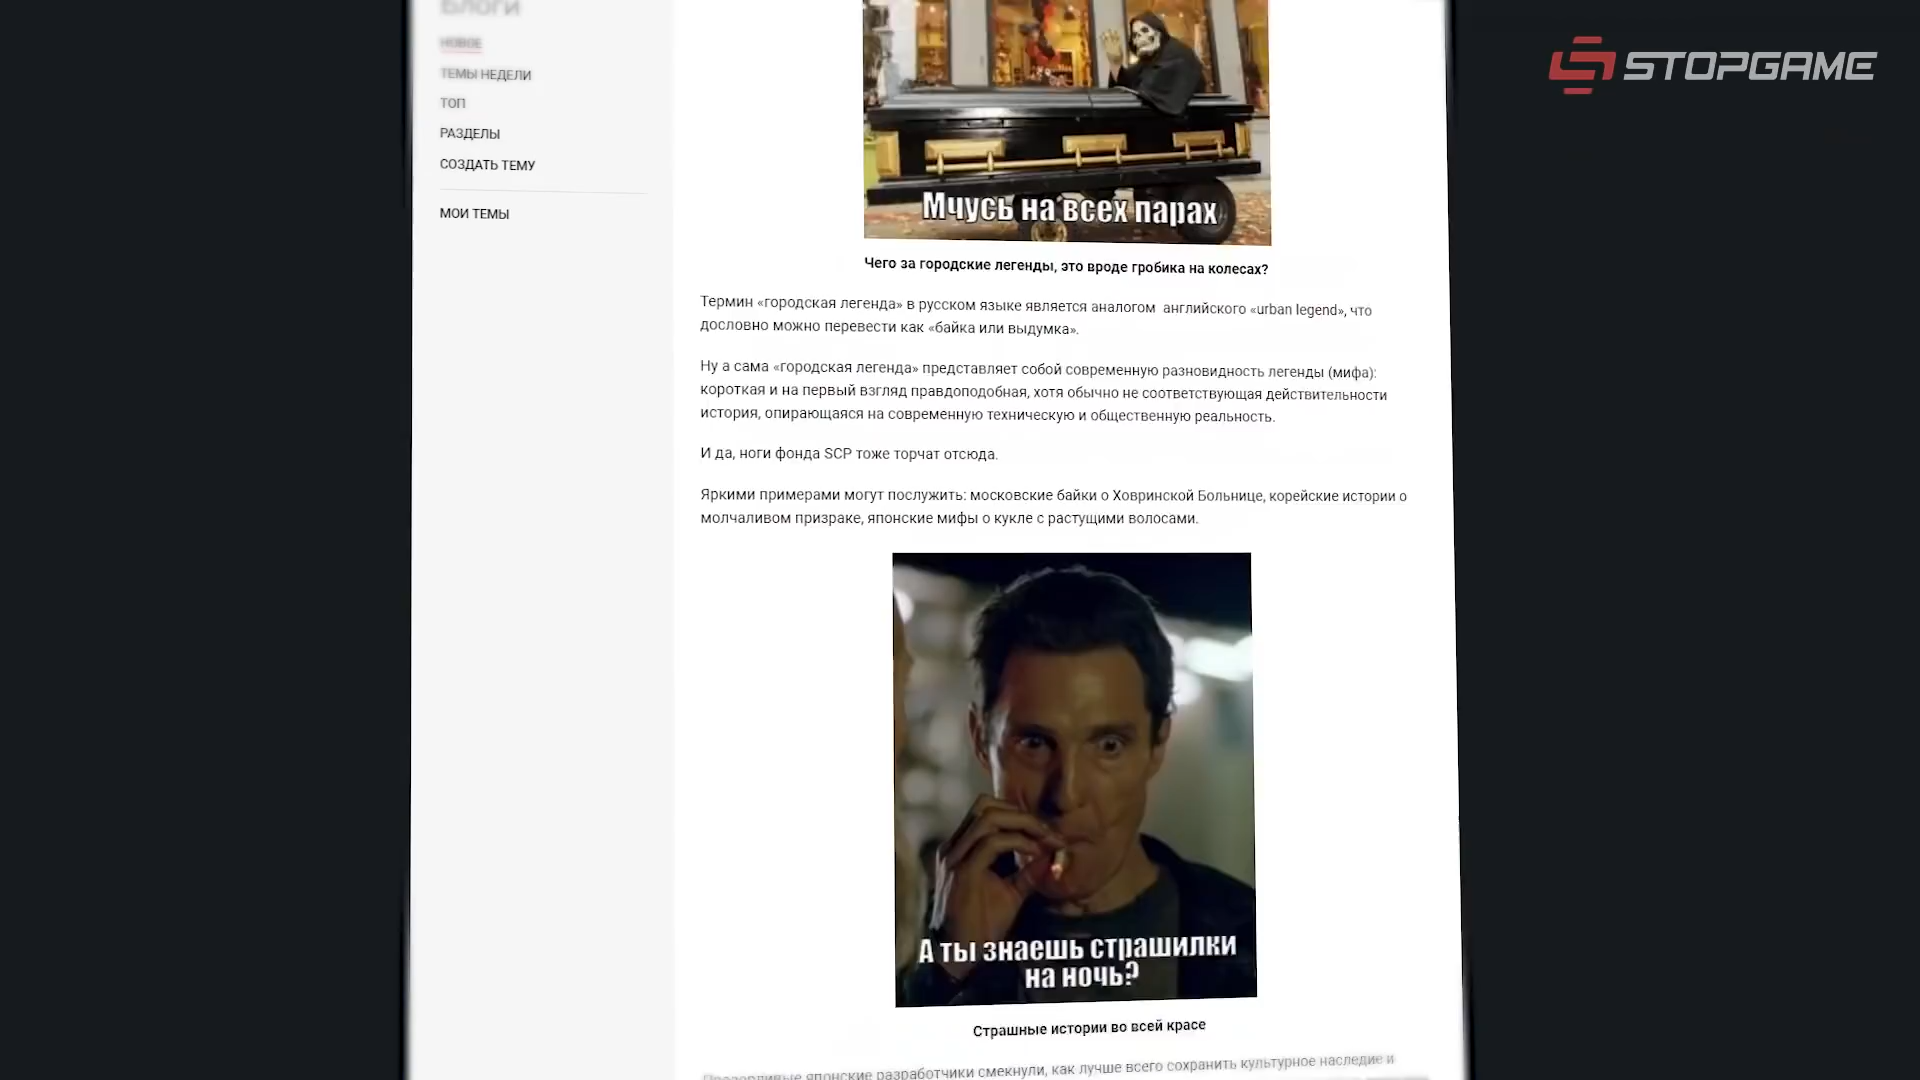 Блоги
НОВОЕ
ТЕМЫ НЕДЕЛИ
ТОП
РАЗДЕЛЫ
СОЗДАТЬ ТЕМУ
МОИ ТЕМЫ
STOPGAME
Мчусь на всех парах
Чего за городские легенды, это вроде гробика на колесах?
Термин «городская легенда» в русском языке является аналогом английского «urban legend», что
дословно можно перевести как «байка или выдумка».
Ну а сама «городская легенда» представляет собой современную разновидность легенды (мифа):
короткая и на первый взгляд правдоподобная, хотя обычно не соответствующая действительности
история, опирающаяся на современную техническую и общественную реальность.
И да, ноги фонда SCP тоже торчат отсюда.
Яркими примерами могут послужить: московские байки о Ховринской Больнице, корейские истории о
молчаливом призраке, японские мифы о кукле с растущими волосами.
А ты знаешь страшилки
на ночь?
Страшные истории во всей красе
японские разработчики смекнули, как лучше всего сохранить культурное наследие и